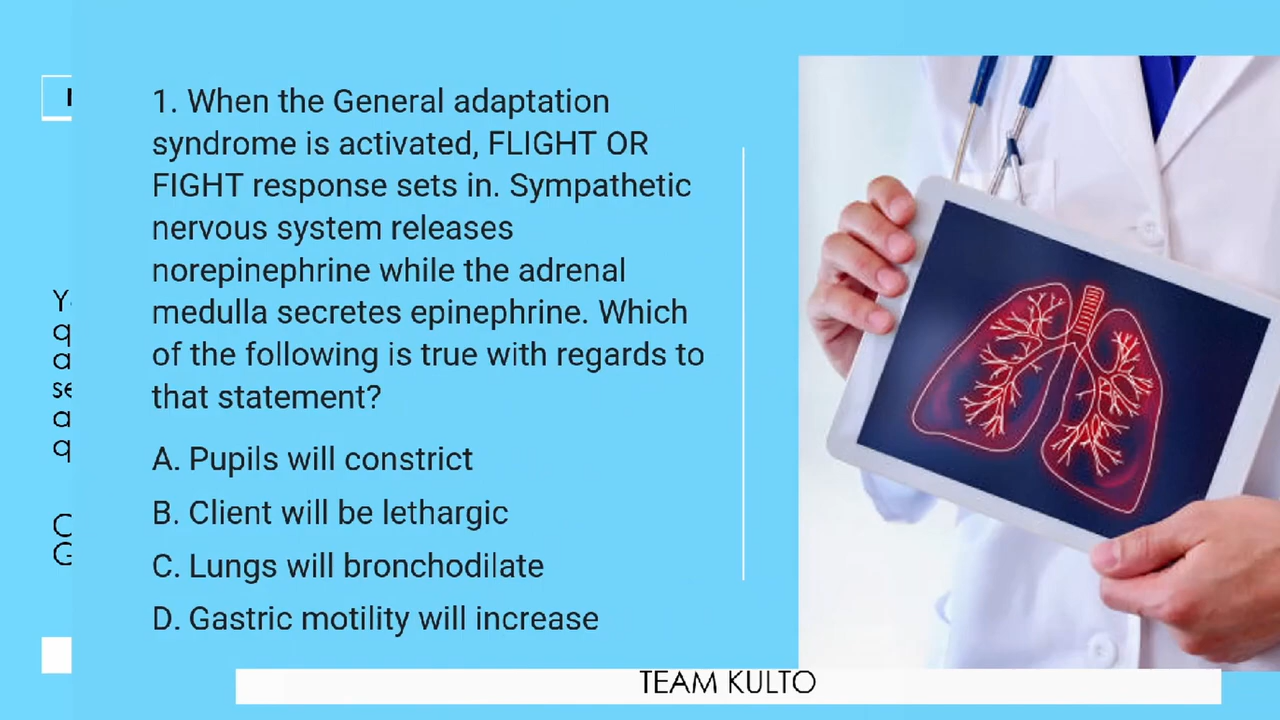 1. When the General adaptation
syndrome is activated, FLIGHT OR
FIGHT response sets in. Sympathetic
nervous system releases
norepinephrine while the adrenal
medulla secretes epinephrine. Which
of the following is true with regards to
that statement?
A. Pupils will constrict
B. Client will be lethargic
C. Lungs will bronchodilate
D. Gastric motility will increase
TEAM KULTO